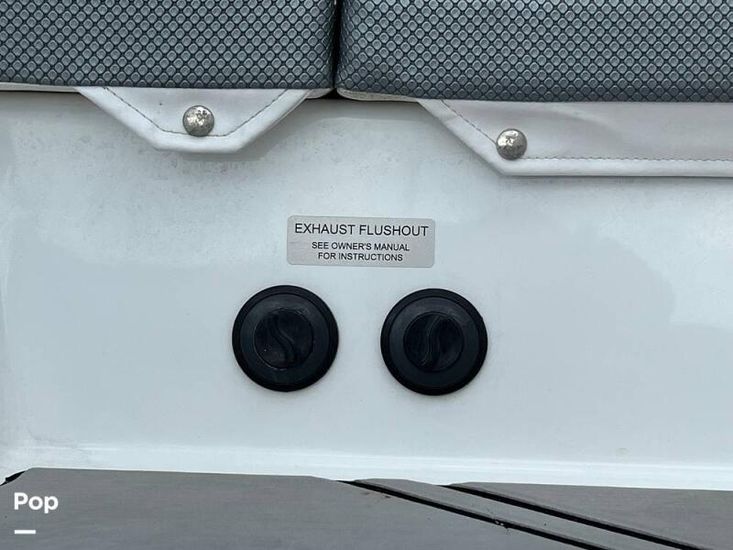 EXHAUST FLUSHOUT
SEE OWNER'S MANUAL
FOR INSTRUCTIONS
Pop